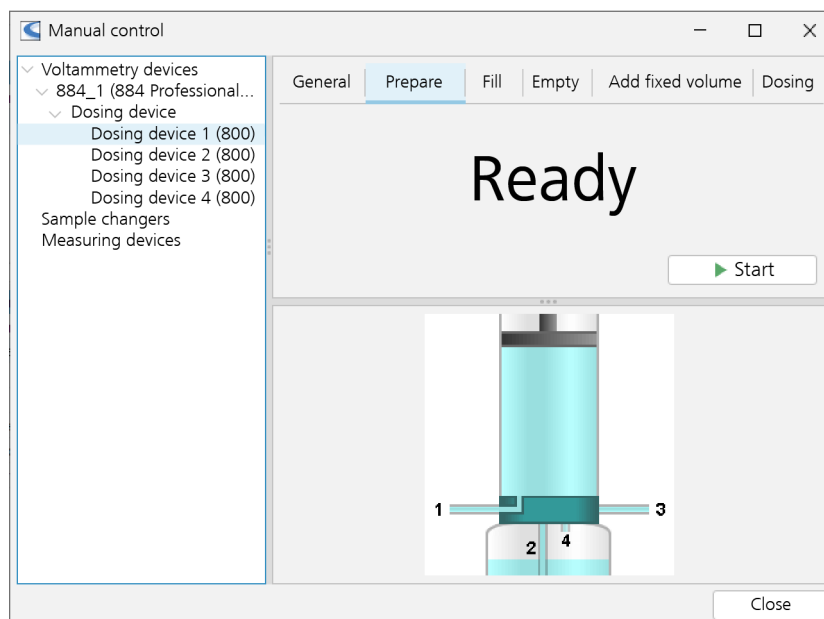 Manual control
Voltammetry devices
884_1 (884 Professional...
Dosing device
Dosing device 1 (800)
Dosing device 2 (800)
Dosing device 3 (800)
Dosing device 4 (800)
Sample changers
Measuring devices
General Prepare Fill Empty Add fixed volume Dosing
Ready
Start
1
3
2
4
Close